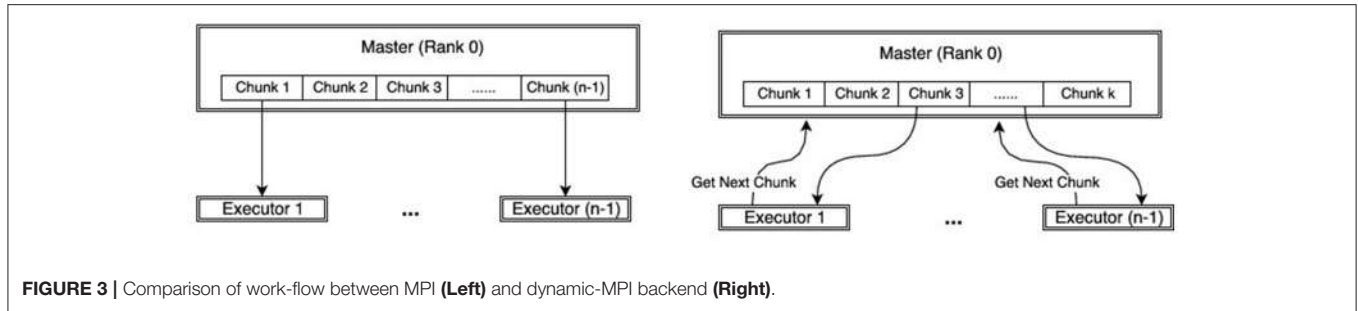 Master (Rank 0)
Chunk 1 Chunk 2 Chunk 3 ...... Chunk (n-1)
Executor 1 ... Executor (n-1)
Master (Rank 0)
Chunk 1 Chunk 2 Chunk 3 ...... Chunk k
Get Next Chunk Get Next Chunk
Executor 1 ... Executor (n-1)
FIGURE 3 | Comparison of work-flow between MPI (Left) and dynamic-MPI backend (Right).